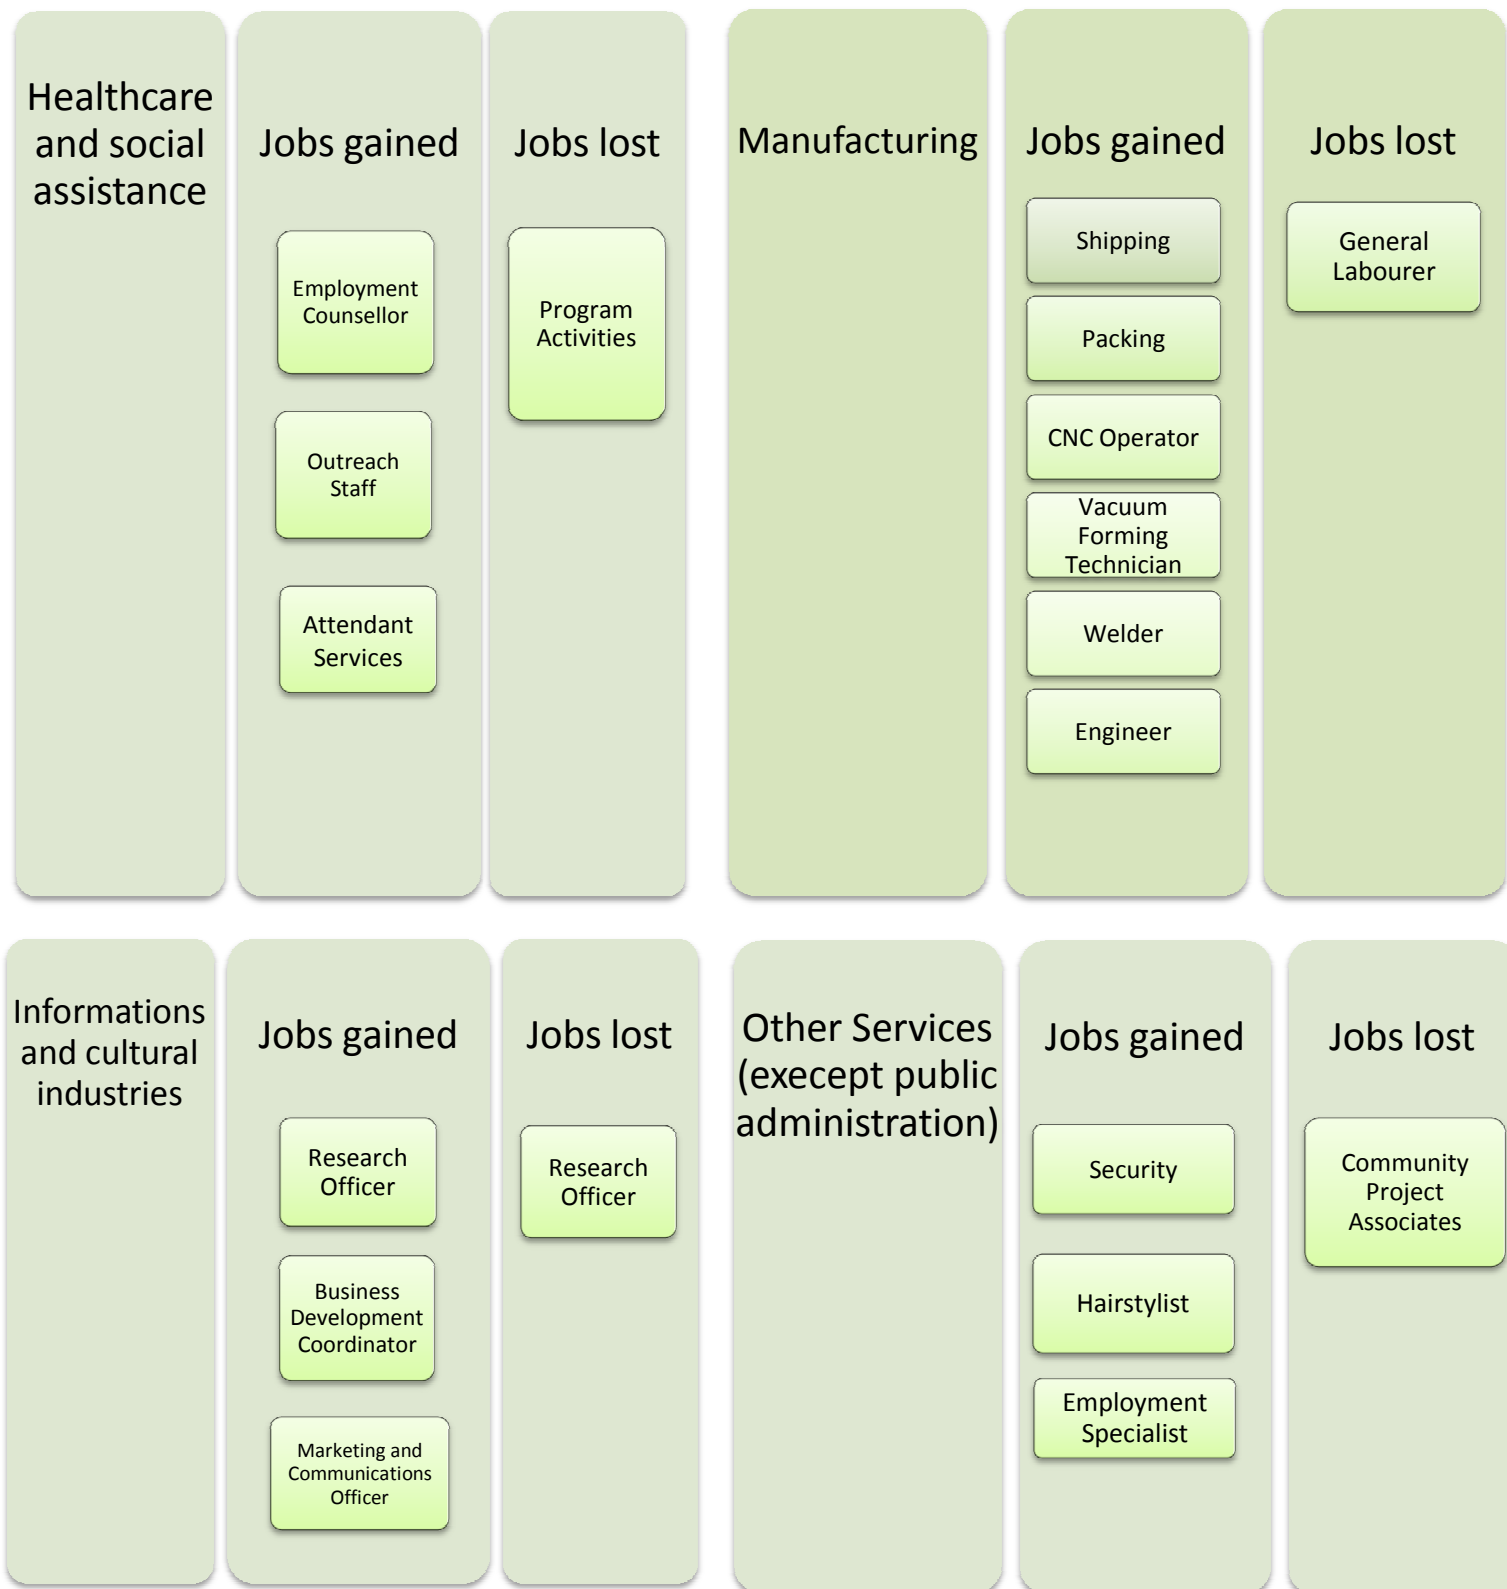 Healthcare
and social
assistance
Jobs gained
Employment
Counsellor
Outreach
Staff
Attendant
Services
Jobs lost
Program
Activities
Manufacturing
Jobs gained
Shipping
Packing
CNC Operator
Vacuum
Forming
Technician
Welder
Engineer
Jobs lost
General
Labourer
Informations
and cultural
industries
Jobs gained
Research
Officer
Business
Development
Coordinator
Marketing and
Communications
Officer
Jobs lost
Research
Officer
Other Services
(execept public
administration)
Jobs gained
Security
Hairstylist
Employment
Specialist
Jobs lost
Community
Project
Associates